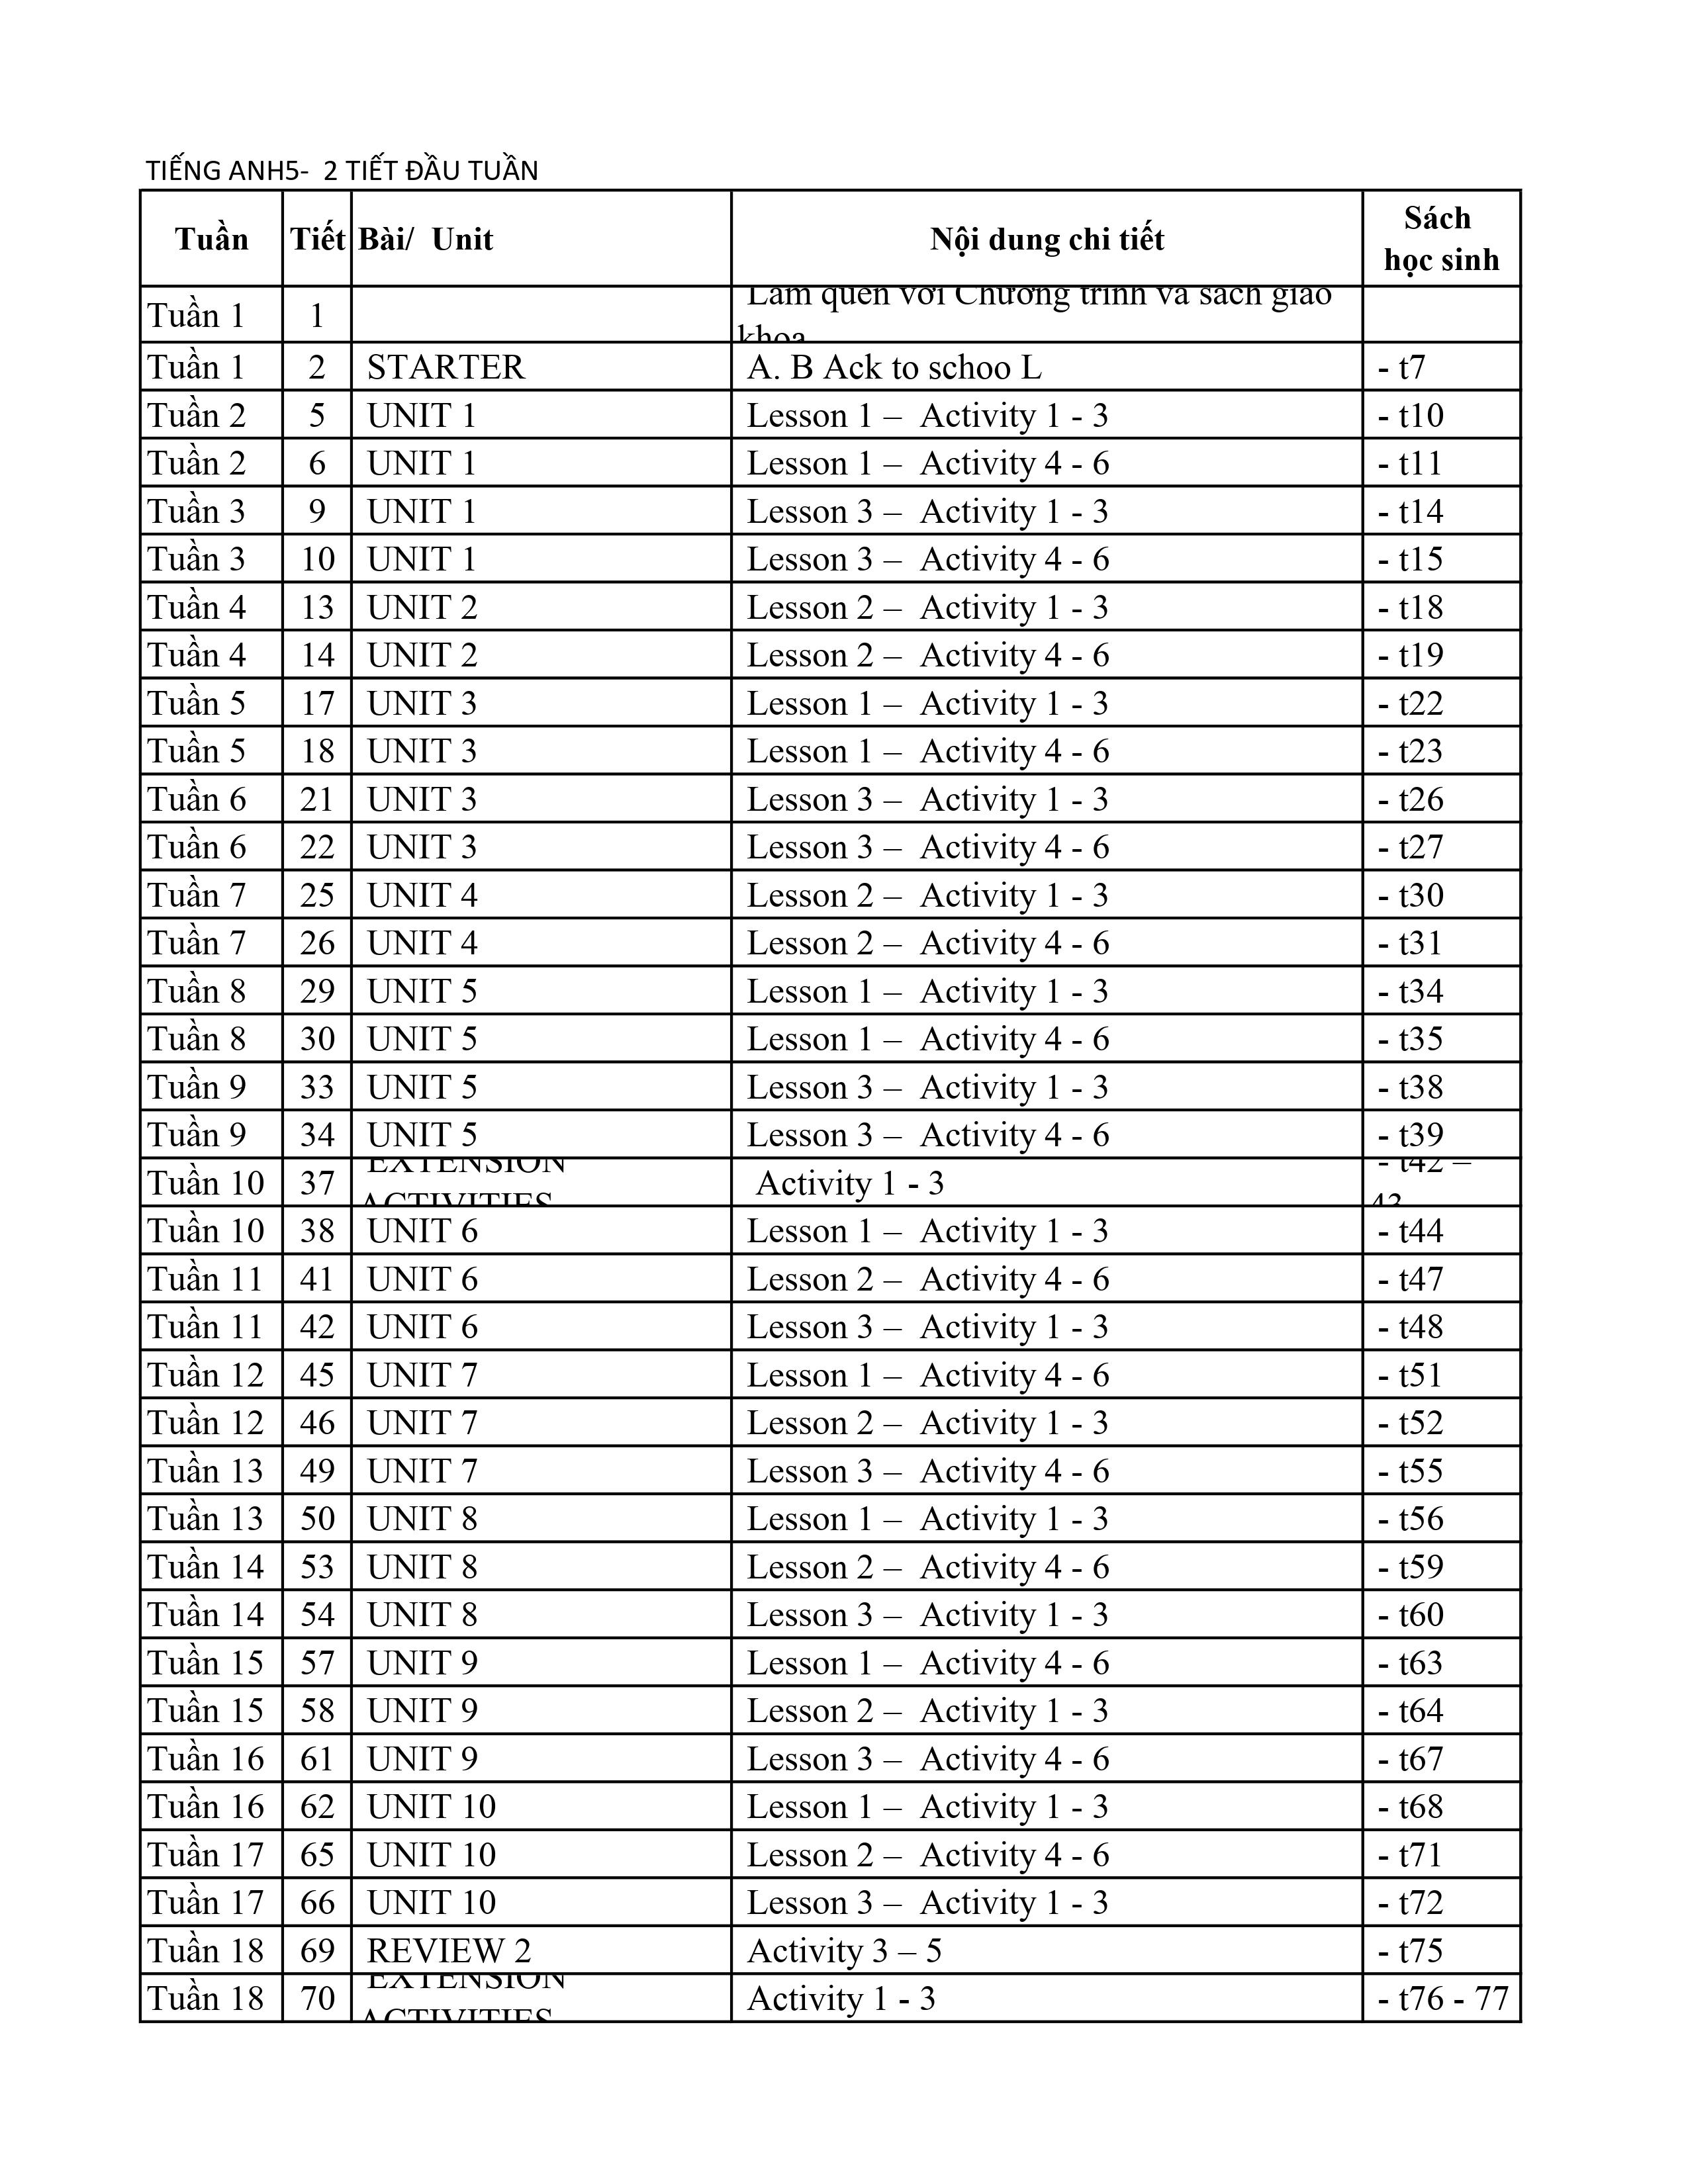 TIẾNG ANH5-  2 TIẾT ĐẦU TUẦN
Tuần Tiết Bài/  Unit Nội dung chi tiết Sách học sinh
Tuần 1 1 Làm quen với Chương trình và sách giáo khoa
Tuần 1 2 STARTER A. B Ack to schoo L - t7
Tuần 2 5 UNIT 1 Lesson 1 –  Activity 1 - 3 - t10
Tuần 2 6 UNIT 1 Lesson 1 –  Activity 4 - 6 - t11
Tuần 3 9 UNIT 1 Lesson 3 –  Activity 1 - 3 - t14
Tuần 3 10 UNIT 1 Lesson 3 –  Activity 4 - 6 - t15
Tuần 4 13 UNIT 2 Lesson 2 –  Activity 1 - 3 - t18
Tuần 4 14 UNIT 2 Lesson 2 –  Activity 4 - 6 - t19
Tuần 5 17 UNIT 3 Lesson 1 –  Activity 1 - 3 - t22
Tuần 5 18 UNIT 3 Lesson 1 –  Activity 4 - 6 - t23
Tuần 6 21 UNIT 3 Lesson 3 –  Activity 1 - 3 - t26
Tuần 6 22 UNIT 3 Lesson 3 –  Activity 4 - 6 - t27
Tuần 7 25 UNIT 4 Lesson 2 –  Activity 1 - 3 - t30
Tuần 7 26 UNIT 4 Lesson 2 –  Activity 4 - 6 - t31
Tuần 8 29 UNIT 5 Lesson 1 –  Activity 1 - 3 - t34
Tuần 8 30 UNIT 5 Lesson 1 –  Activity 4 - 6 - t35
Tuần 9 33 UNIT 5 Lesson 3 –  Activity 1 - 3 - t38
Tuần 9 34 UNIT 5 Lesson 3 –  Activity 4 - 6 - t39
Tuần 10 37 EXTENSION ACTIVITIES Activity 1 - 3 - t42 – 43
Tuần 10 38 UNIT 6 Lesson 1 –  Activity 1 - 3 - t44
Tuần 11 41 UNIT 6 Lesson 2 –  Activity 4 - 6 - t47
Tuần 11 42 UNIT 6 Lesson 3 –  Activity 1 - 3 - t48
Tuần 12 45 UNIT 7 Lesson 1 –  Activity 4 - 6 - t51
Tuần 12 46 UNIT 7 Lesson 2 –  Activity 1 - 3 - t52
Tuần 13 49 UNIT 7 Lesson 3 –  Activity 4 - 6 - t55
Tuần 13 50 UNIT 8 Lesson 1 –  Activity 1 - 3 - t56
Tuần 14 53 UNIT 8 Lesson 2 –  Activity 4 - 6 - t59
Tuần 14 54 UNIT 8 Lesson 3 –  Activity 1 - 3 - t60
Tuần 15 57 UNIT 9 Lesson 1 –  Activity 4 - 6 - t63
Tuần 15 58 UNIT 9 Lesson 2 –  Activity 1 - 3 - t64
Tuần 16 61 UNIT 9 Lesson 3 –  Activity 4 - 6 - t67
Tuần 16 62 UNIT 10 Lesson 1 –  Activity 1 - 3 - t68
Tuần 17 65 UNIT 10 Lesson 2 –  Activity 4 - 6 - t71
Tuần 17 66 UNIT 10 Lesson 3 –  Activity 1 - 3 - t72
Tuần 18 69 REVIEW 2 Activity 3 – 5 - t75
Tuần 18 70 EXTENSION ACTIVITIES Activity 1 - 3 - t76 - 77